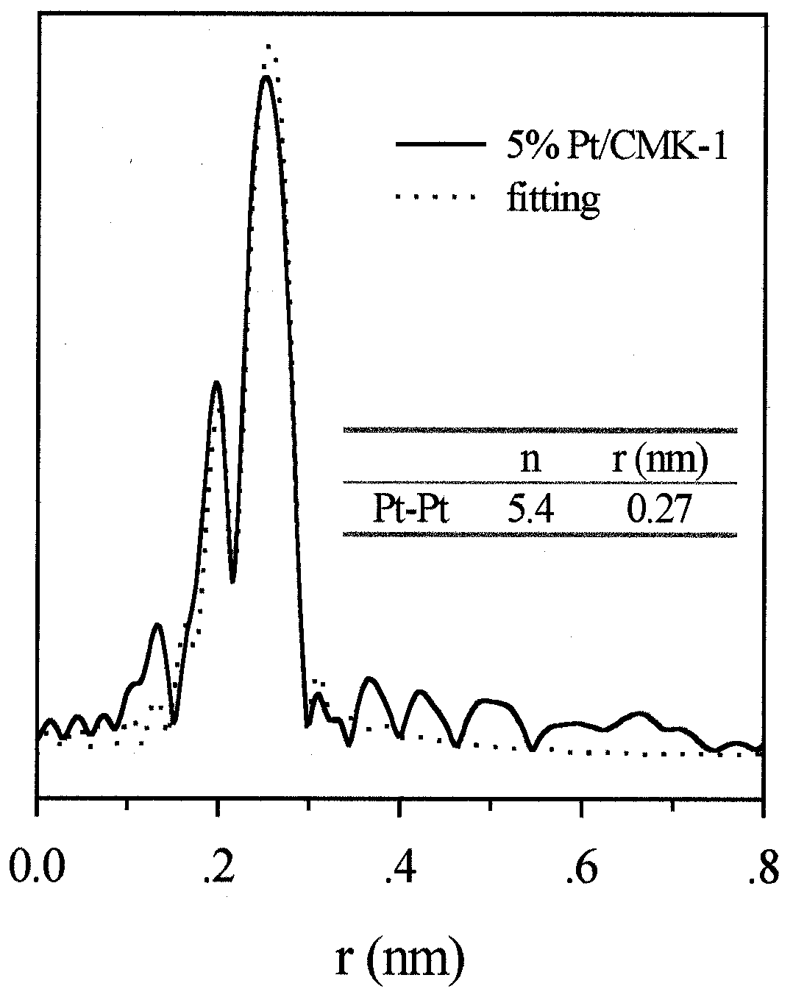 5% Pt/CMK-1
fitting
n r (nm)
Pt-Pt 5.4 0.27
0.0 .2 .4 .6 .8
r (nm)